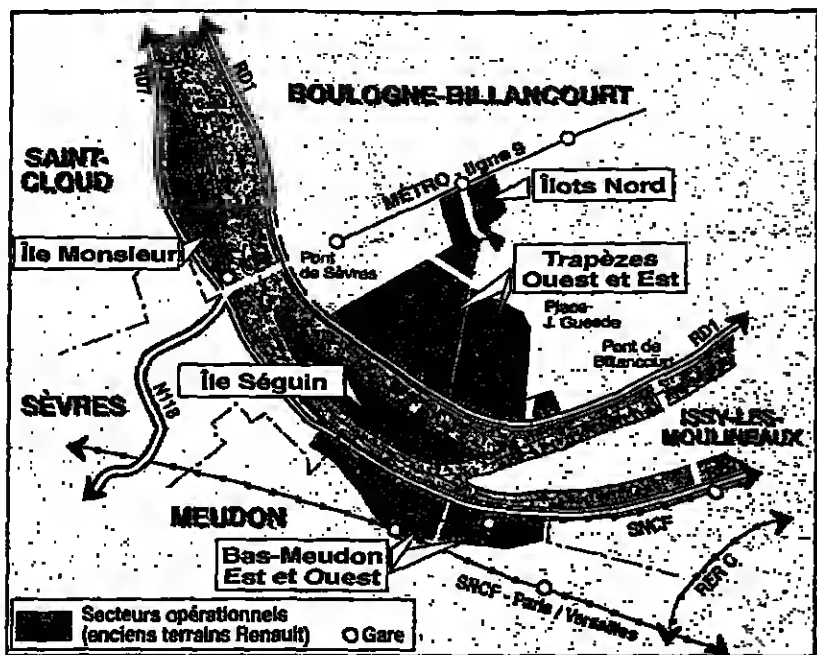 RD7
RD1
BOULOGNE-BILLANCOURT
SAINT-
CLOUD
MÉTRO - ligne 9
Îlots Nord
Île Monsieur
Pont
de Sèvres
Trapèzes
Ouest et Est
Place
J. Guesde
RD1
Pont de
Billancourt
Île Séguin
SÈVRES
N118
ISSY-LES-
MOULINEAUX
MEUDON
SNCF
Bas-Meudon
Est et Ouest
RER C
SNCF - Paris / Versailles
Secteurs opérationnels
(anciens terrains Renault)
Gare